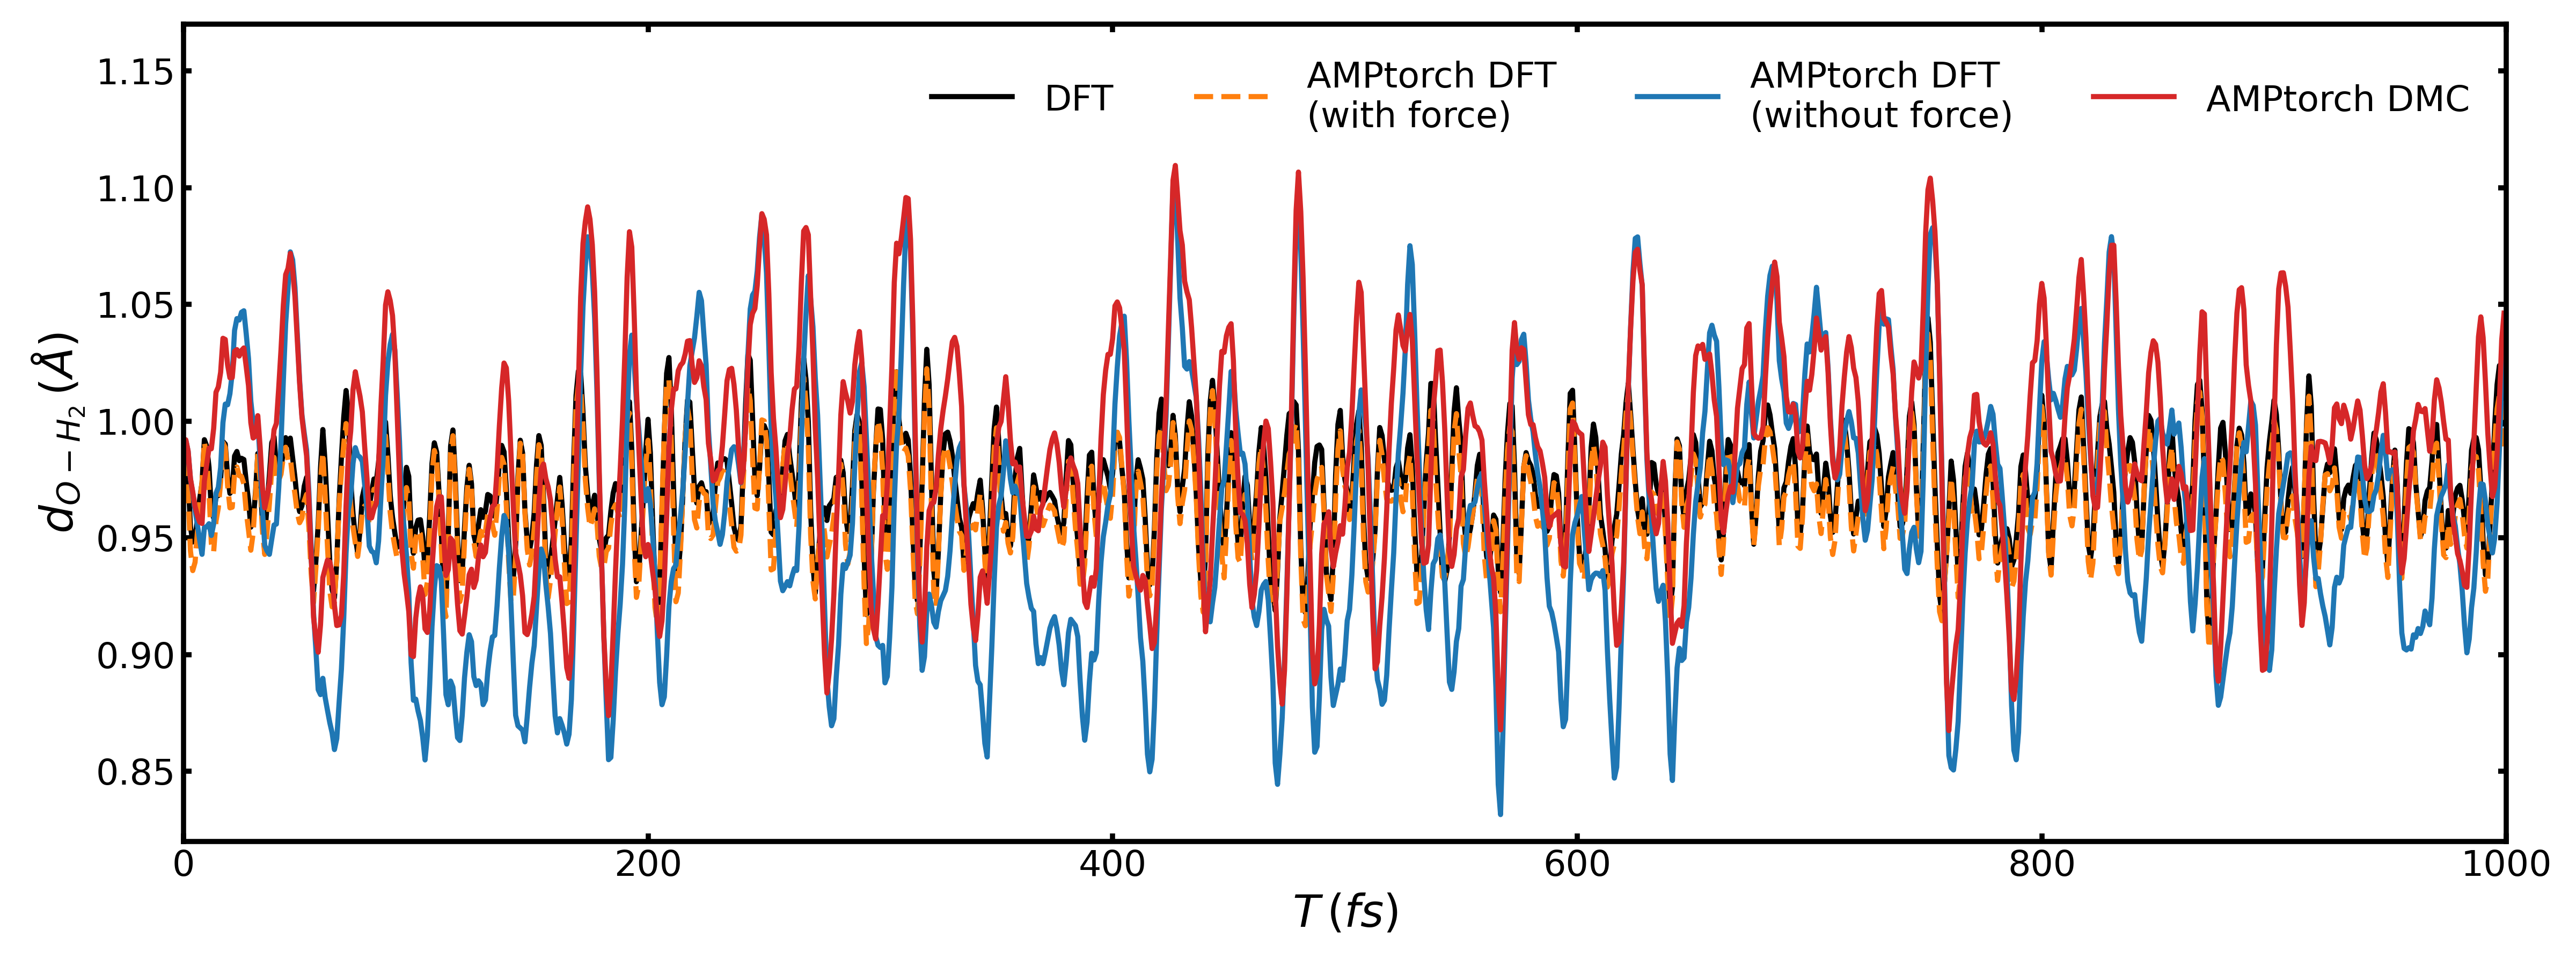 DFT
AMPtorch DFT
(with force)
AMPtorch DFT
(without force)
AMPtorch DMC
1.15
1.10
1.05
1.00
0.95
0.90
0.85
d_{O-H_2} (Å)
0
200
400
600
800
1000
T (fs)